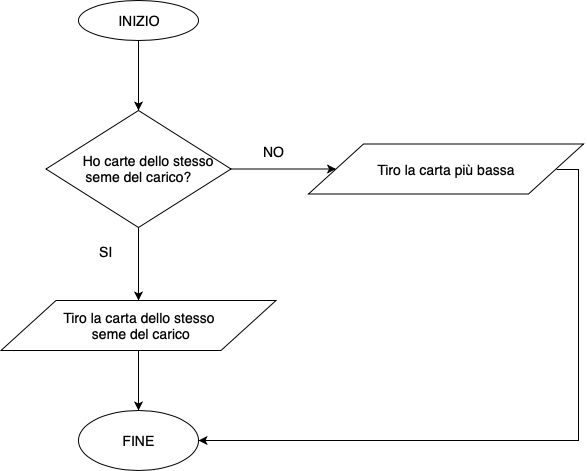 INIZIO
Ho carte dello stesso
seme del carico?
NO
Tiro la carta più bassa
SI
Tiro la carta dello stesso
seme del carico
FINE